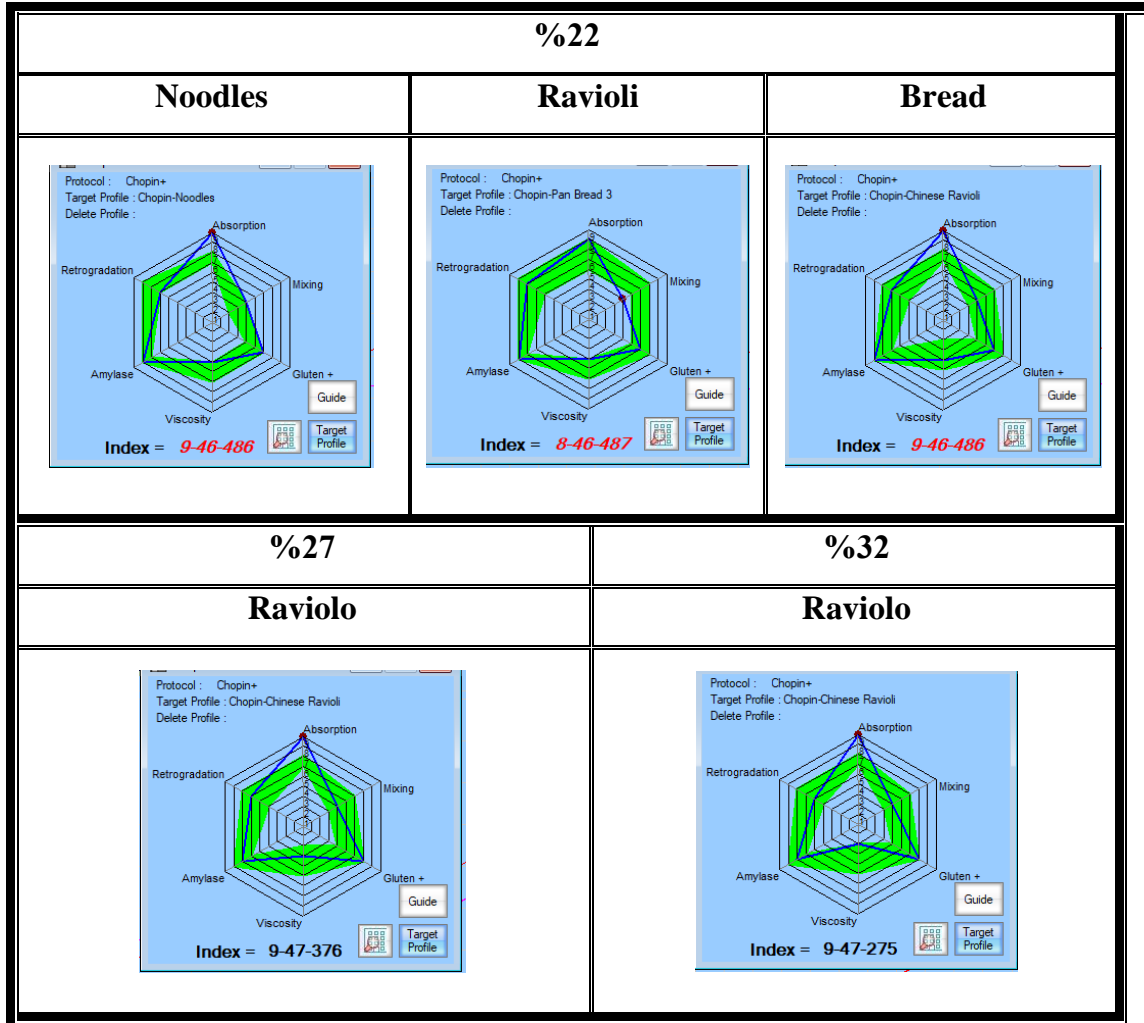 %22
Noodles
Ravioli
Bread
Protocol : Chopin+
Target Profile : Chopin-Noodles
Delete Profile :
Absorption
Retrogradation
Mixing
Amylase
Gluten +
Viscosity
Guide
Index = 9-46-486
Target
Profile
Protocol : Chopin+
Target Profile : Chopin-Pan Bread 3
Delete Profile :
Absorption
Retrogradation
Mixing
Amylase
Gluten +
Viscosity
Guide
Index = 8-46-487
Target
Profile
Protocol : Chopin+
Target Profile : Chopin-Chinese Ravioli
Delete Profile :
Absorption
Retrogradation
Mixing
Amylase
Gluten +
Viscosity
Guide
Index = 9-46-486
Target
Profile
%27
%32
Raviolo
Raviolo
Protocol : Chopin+
Target Profile : Chopin-Chinese Ravioli
Delete Profile :
Absorption
Retrogradation
Mixing
Amylase
Gluten +
Viscosity
Guide
Index = 9-47-376
Target
Profile
Protocol : Chopin+
Target Profile : Chopin-Chinese Ravioli
Delete Profile :
Absorption
Retrogradation
Mixing
Amylase
Gluten +
Viscosity
Guide
Index = 9-47-275
Target
Profile